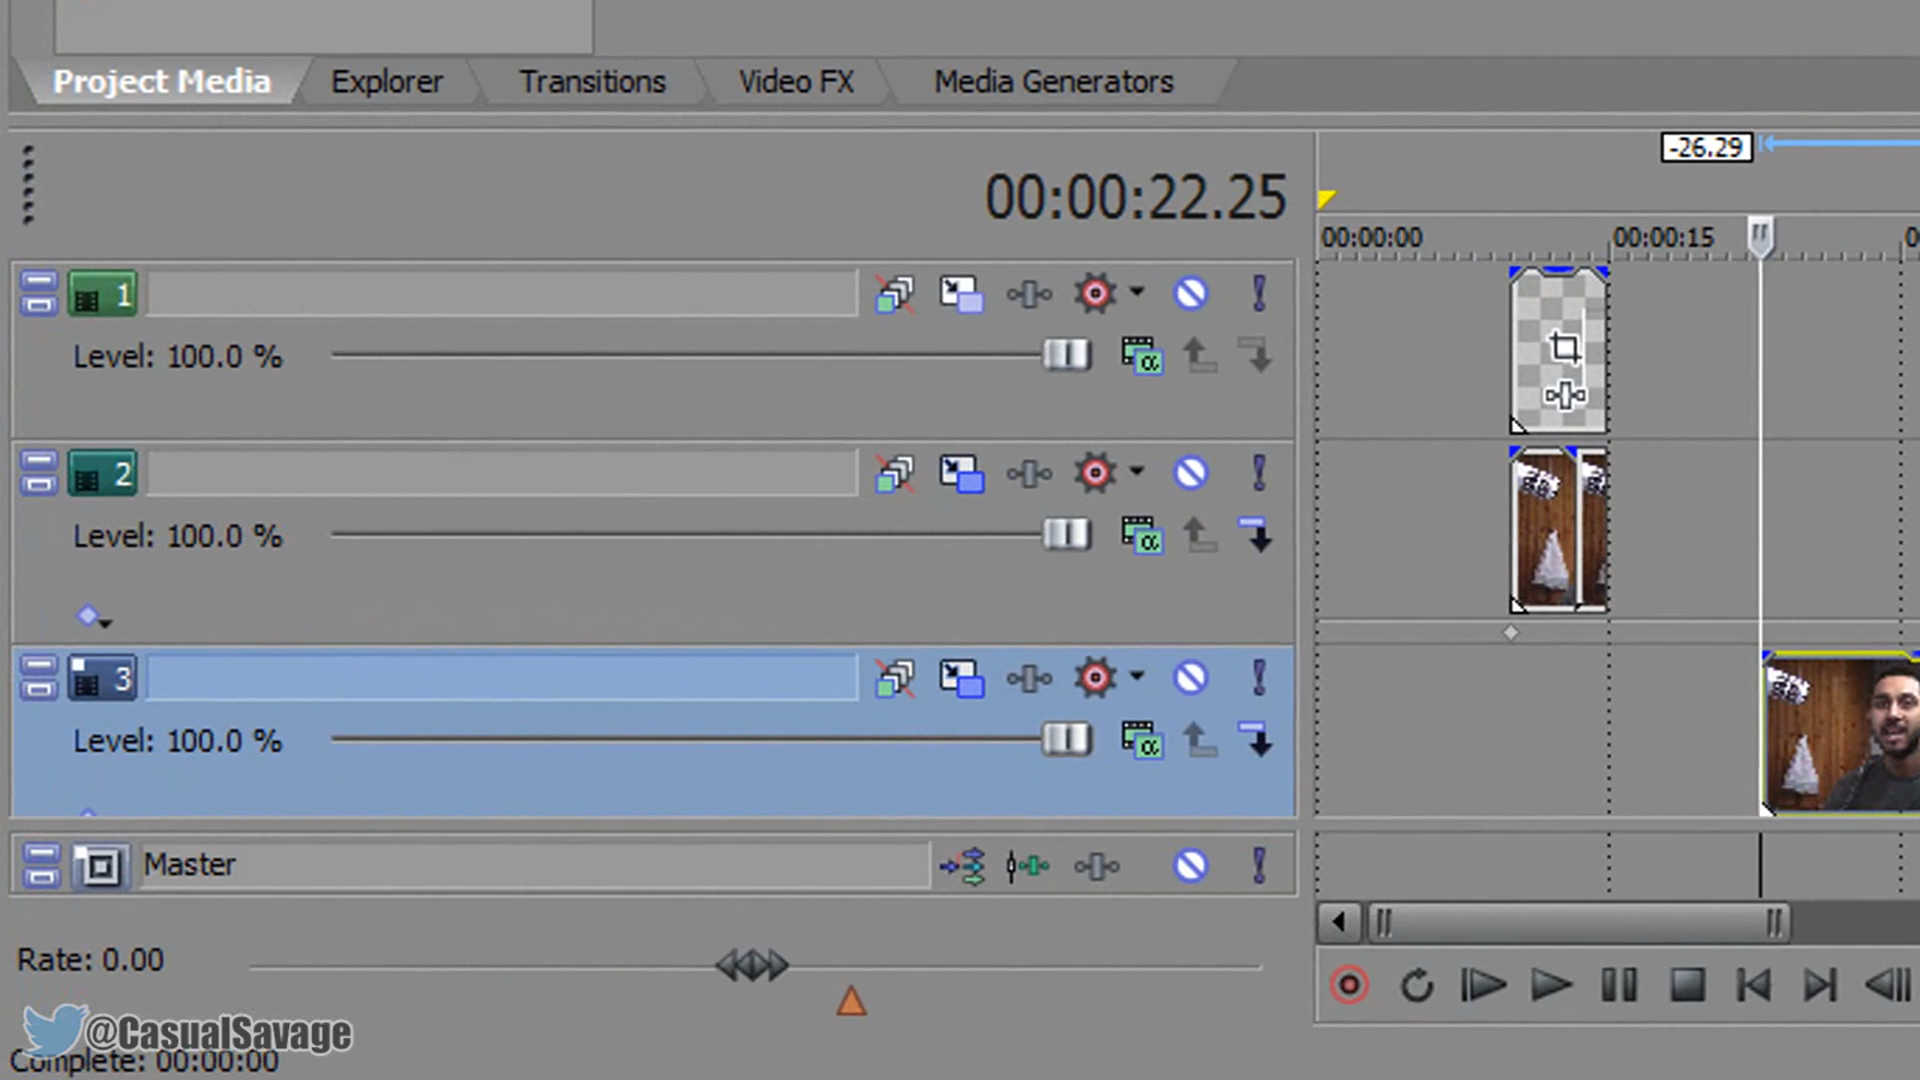 Project Media Explorer Transitions Video FX Media Generators
-26.29
00:00:22.25
00:00:00 00:00:15
1
Level: 100.0 %
2
Level: 100.0 %
3
Level: 100.0 %
Master
Rate: 0.00
@CasualSavage
Complete: 00:00:00